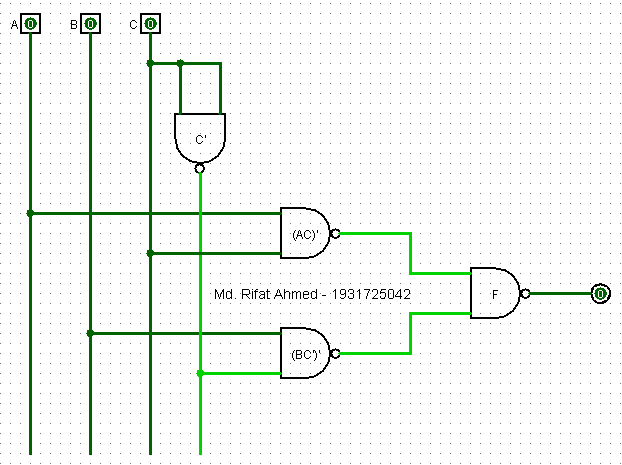 A 0 B 0 C 0
C'
(AC)'
Md. Rifat Ahmed - 1931725042
F 0
(BC')'